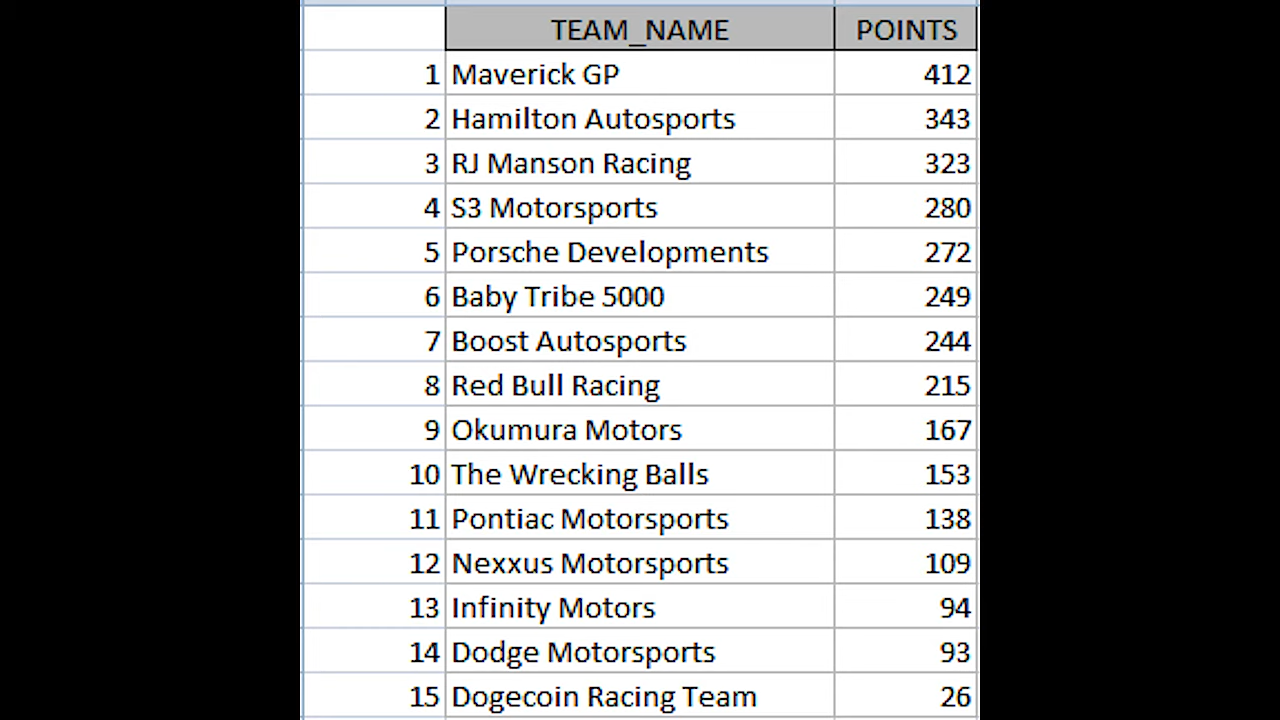 TEAM_NAME POINTS
1 Maverick GP 412
2 Hamilton Autosports 343
3 RJ Manson Racing 323
4 S3 Motorsports 280
5 Porsche Developments 272
6 Baby Tribe 5000 249
7 Boost Autosports 244
8 Red Bull Racing 215
9 Okumura Motors 167
10 The Wrecking Balls 153
11 Pontiac Motorsports 138
12 Nexxus Motorsports 109
13 Infinity Motors 94
14 Dodge Motorsports 93
15 Dogecoin Racing Team 26